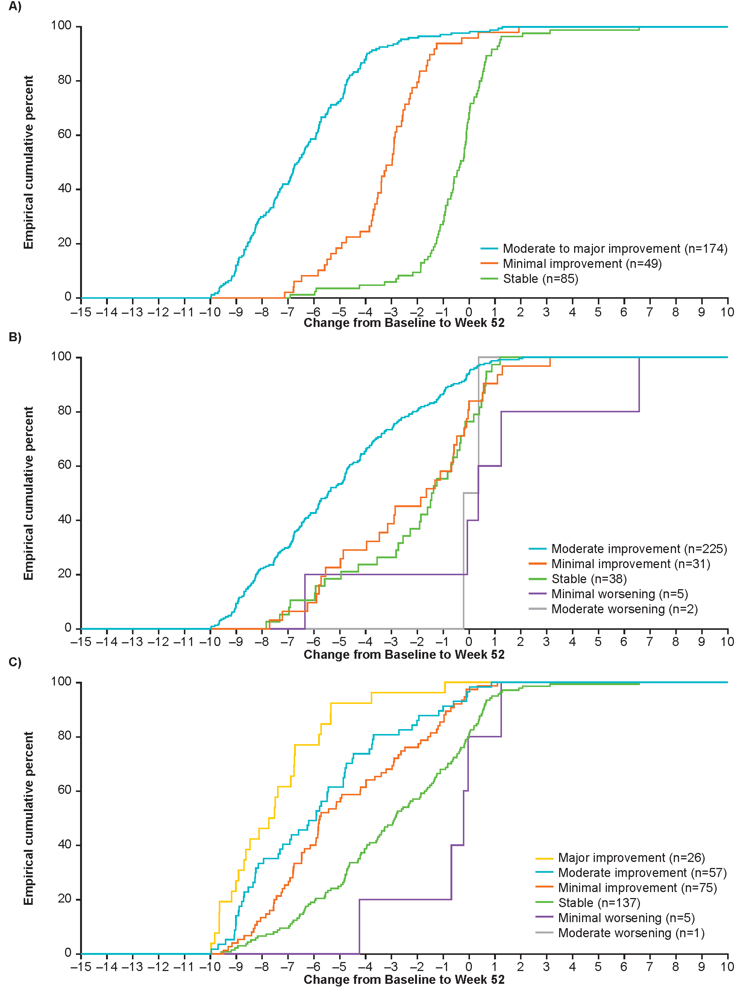 A)
Empirical cumulative percent
100
80
60
40
20
0
Moderate to major improvement (n=174)
Minimal improvement (n=49)
Stable (n=85)
–15 –14 –13 –12 –11 –10 –9 –8 –7 –6 –5 –4 –3 –2 –1 0 1 2 3 4 5 6 7 8 9 10
Change from Baseline to Week 52
B)
Empirical cumulative percent
100
80
60
40
20
0
Moderate improvement (n=225)
Minimal improvement (n=31)
Stable (n=38)
Minimal worsening (n=5)
Moderate worsening (n=2)
–15 –14 –13 –12 –11 –10 –9 –8 –7 –6 –5 –4 –3 –2 –1 0 1 2 3 4 5 6 7 8 9 10
Change from Baseline to Week 52
C)
Empirical cumulative percent
100
80
60
40
20
0
Major improvement (n=26)
Moderate improvement (n=57)
Minimal improvement (n=75)
Stable (n=137)
Minimal worsening (n=5)
Moderate worsening (n=1)
–15 –14 –13 –12 –11 –10 –9 –8 –7 –6 –5 –4 –3 –2 –1 0 1 2 3 4 5 6 7 8 9 10
Change from Baseline to Week 52